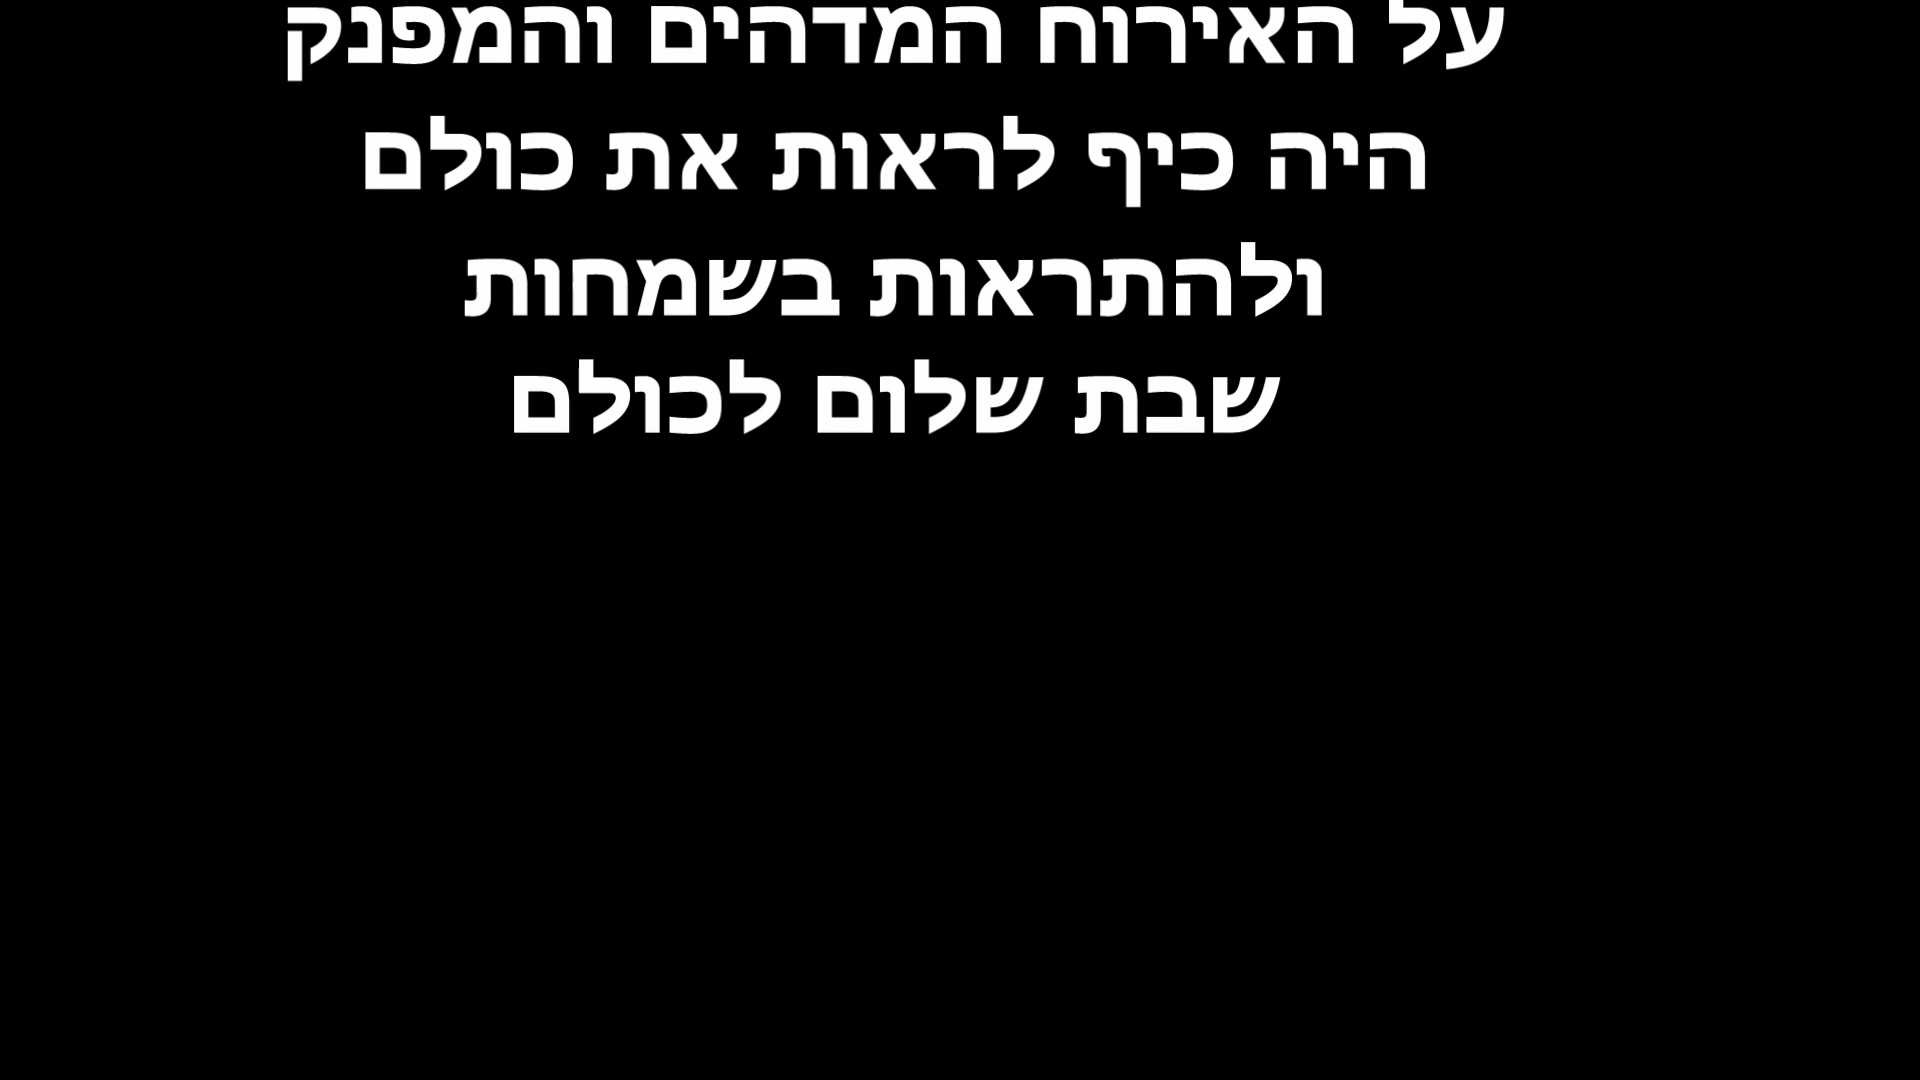 על האירוח המדהים והמפנק
היה כיף לראות את כולם
ולהתראות בשמחות
שבת שלום לכולם